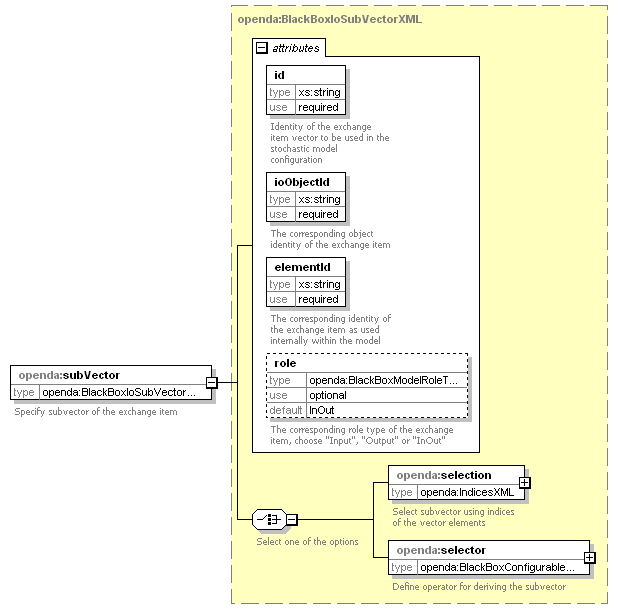 openda:BlackBoxIoSubVectorXML
attributes
id
type xs:string
use required
Identity of the exchange
item vector to be used in the
stochastic model
configuration
ioObjectId
type xs:string
use required
The corresponding object
identity of the exchange item
elementId
type xs:string
use required
The corresponding identity of
the exchange item as used
internally within the model
role
type openda:BlackBoxModelRoleT...
use optional
default InOut
The corresponding role type of the exchange
item, choose "Input", "Output" or "InOut"
openda:subVector
type openda:BlackBoxIoSubVector...
Specify subvector of the exchange item
Select one of the options
openda:selection
type openda:IndicesXML
Select subvector using indices
of the vector elements
openda:selector
type openda:BlackBoxConfigurable...
Define operator for deriving the subvector